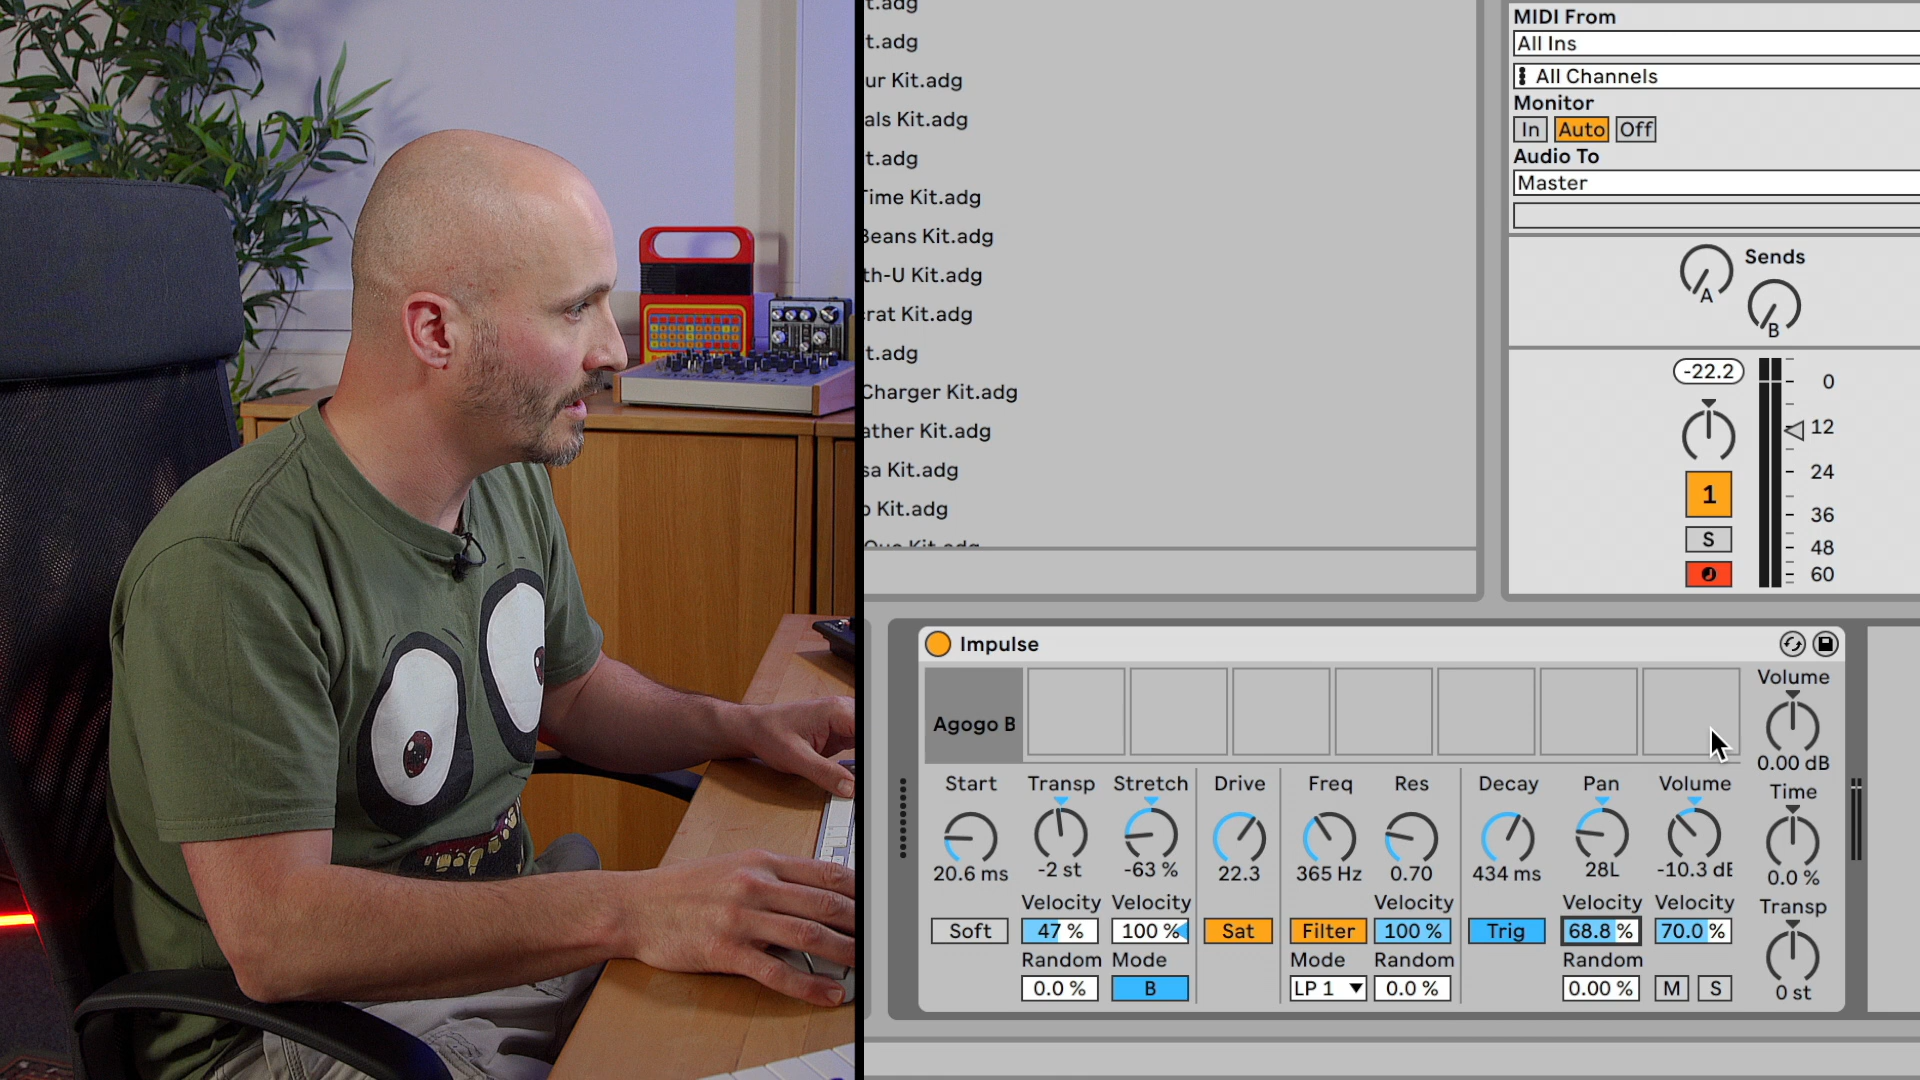 t.adg
t.adg
ur Kit.adg
als Kit.adg
t.adg
Time Kit.adg
Beans Kit.adg
th-U Kit.adg
rat Kit.adg
t.adg
Charger Kit.adg
ather Kit.adg
sa Kit.adg
o Kit.adg
Que Kit.adg
MIDI From
All Ins
All Channels
Monitor
In Auto Off
Audio To
Master
Sends
A
B
-22.2
0
12
24
36
48
60
1
S
Impulse
Agogo B
Volume
0.00 dB
Time
0.0 %
Transp
0 st
Start Transp Stretch Drive Freq Res Decay Pan Volume
20.6 ms -2 st -63 % 22.3 365 Hz 0.70 434 ms 28L -10.3 dB
Velocity Velocity Velocity Velocity Velocity
Soft 47 % 100 % Sat Filter 100 % Trig 68.8 % 70.0 %
Random Mode Mode Random Random
0.0 % B LP 1 0.0 % 0.00 % M S